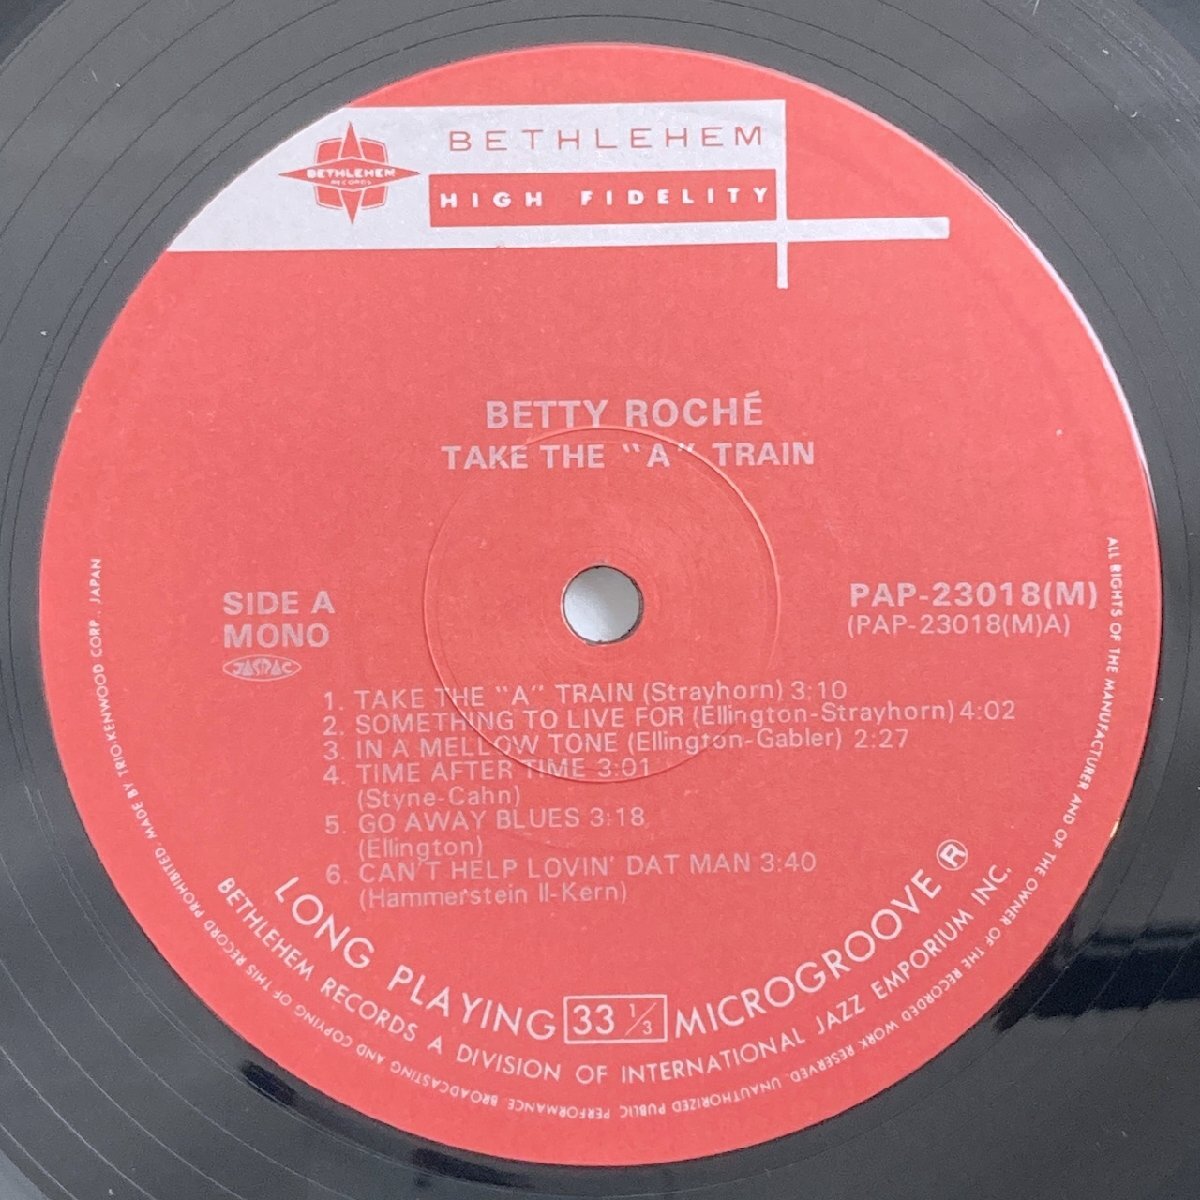 BETHLEHEM
RECORDS
BETHLEHEM
HIGH FIDELITY
BETTY ROCHÉ
TAKE THE "A" TRAIN
SIDE A
MONO
JASRAC
PAP-23018(M)
(PAP-23018(M)A)
1. TAKE THE "A" TRAIN (Strayhorn) 3:10
2. SOMETHING TO LIVE FOR (Ellington-Strayhorn) 4:02
3. IN A MELLOW TONE (Ellington-Gabler) 2:27
4. TIME AFTER TIME 3:01
(Styne-Cahn)
5. GO AWAY BLUES 3:18
(Ellington)
6. CAN'T HELP LOVIN' DAT MAN 3:40
(Hammerstein II-Kern)
LONG PLAYING 33 1/3 MICROGROOVE ®
BETHLEHEM RECORDS A DIVISION OF INTERNATIONAL JAZZ EMPORIUM INC.
ALL RIGHTS OF THE MANUFACTURER AND OF THE OWNER OF THE RECORDED WORK RESERVED. UNAUTHORIZED PUBLIC PERFORMANCE, BROADCASTING AND COPYING OF THIS RECORD PROHIBITED. MADE BY TRIO-KENWOOD CORP., JAPAN